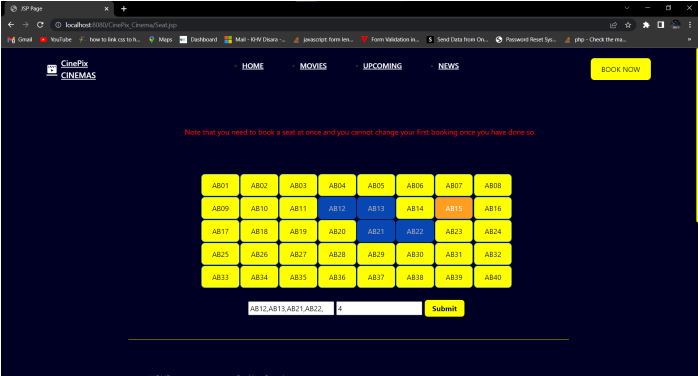 JSP Page
localhost:8080/CinePix_Cinema/Seat.jsp
Gmail YouTube how to link css to h... Maps Dashboard Mail - KHV Disara -... javascript form len... Form Validation in... Send Data from On... Password Reset Sys... php - Check the ma...
CinePix
CINEMAS
HOME MOVIES UPCOMING NEWS BOOK NOW
Note that you need to book a seat at once and you cannot change your first booking once you have done so.
AB01 AB02 AB03 AB04 AB05 AB06 AB07 AB08
AB09 AB10 AB11 AB12 AB13 AB14 AB15 AB16
AB17 AB18 AB19 AB20 AB21 AB22 AB23 AB24
AB25 AB26 AB27 AB28 AB29 AB30 AB31 AB32
AB33 AB34 AB35 AB36 AB37 AB38 AB39 AB40
AB12,AB13,AB21,AB22, 4 Submit